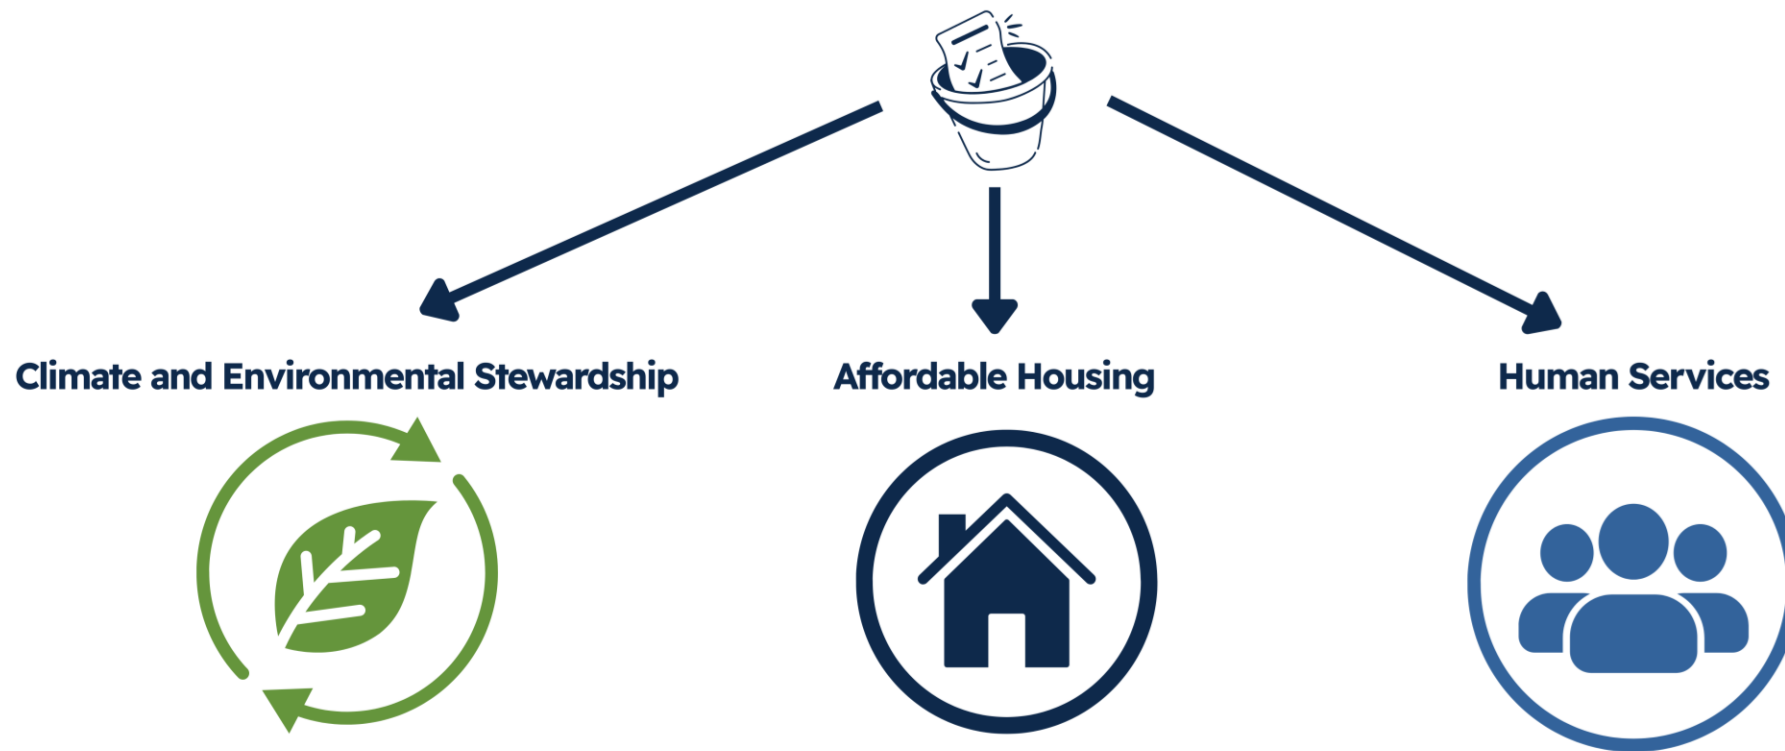 Climate and Environmental Stewardship
Affordable Housing
Human Services